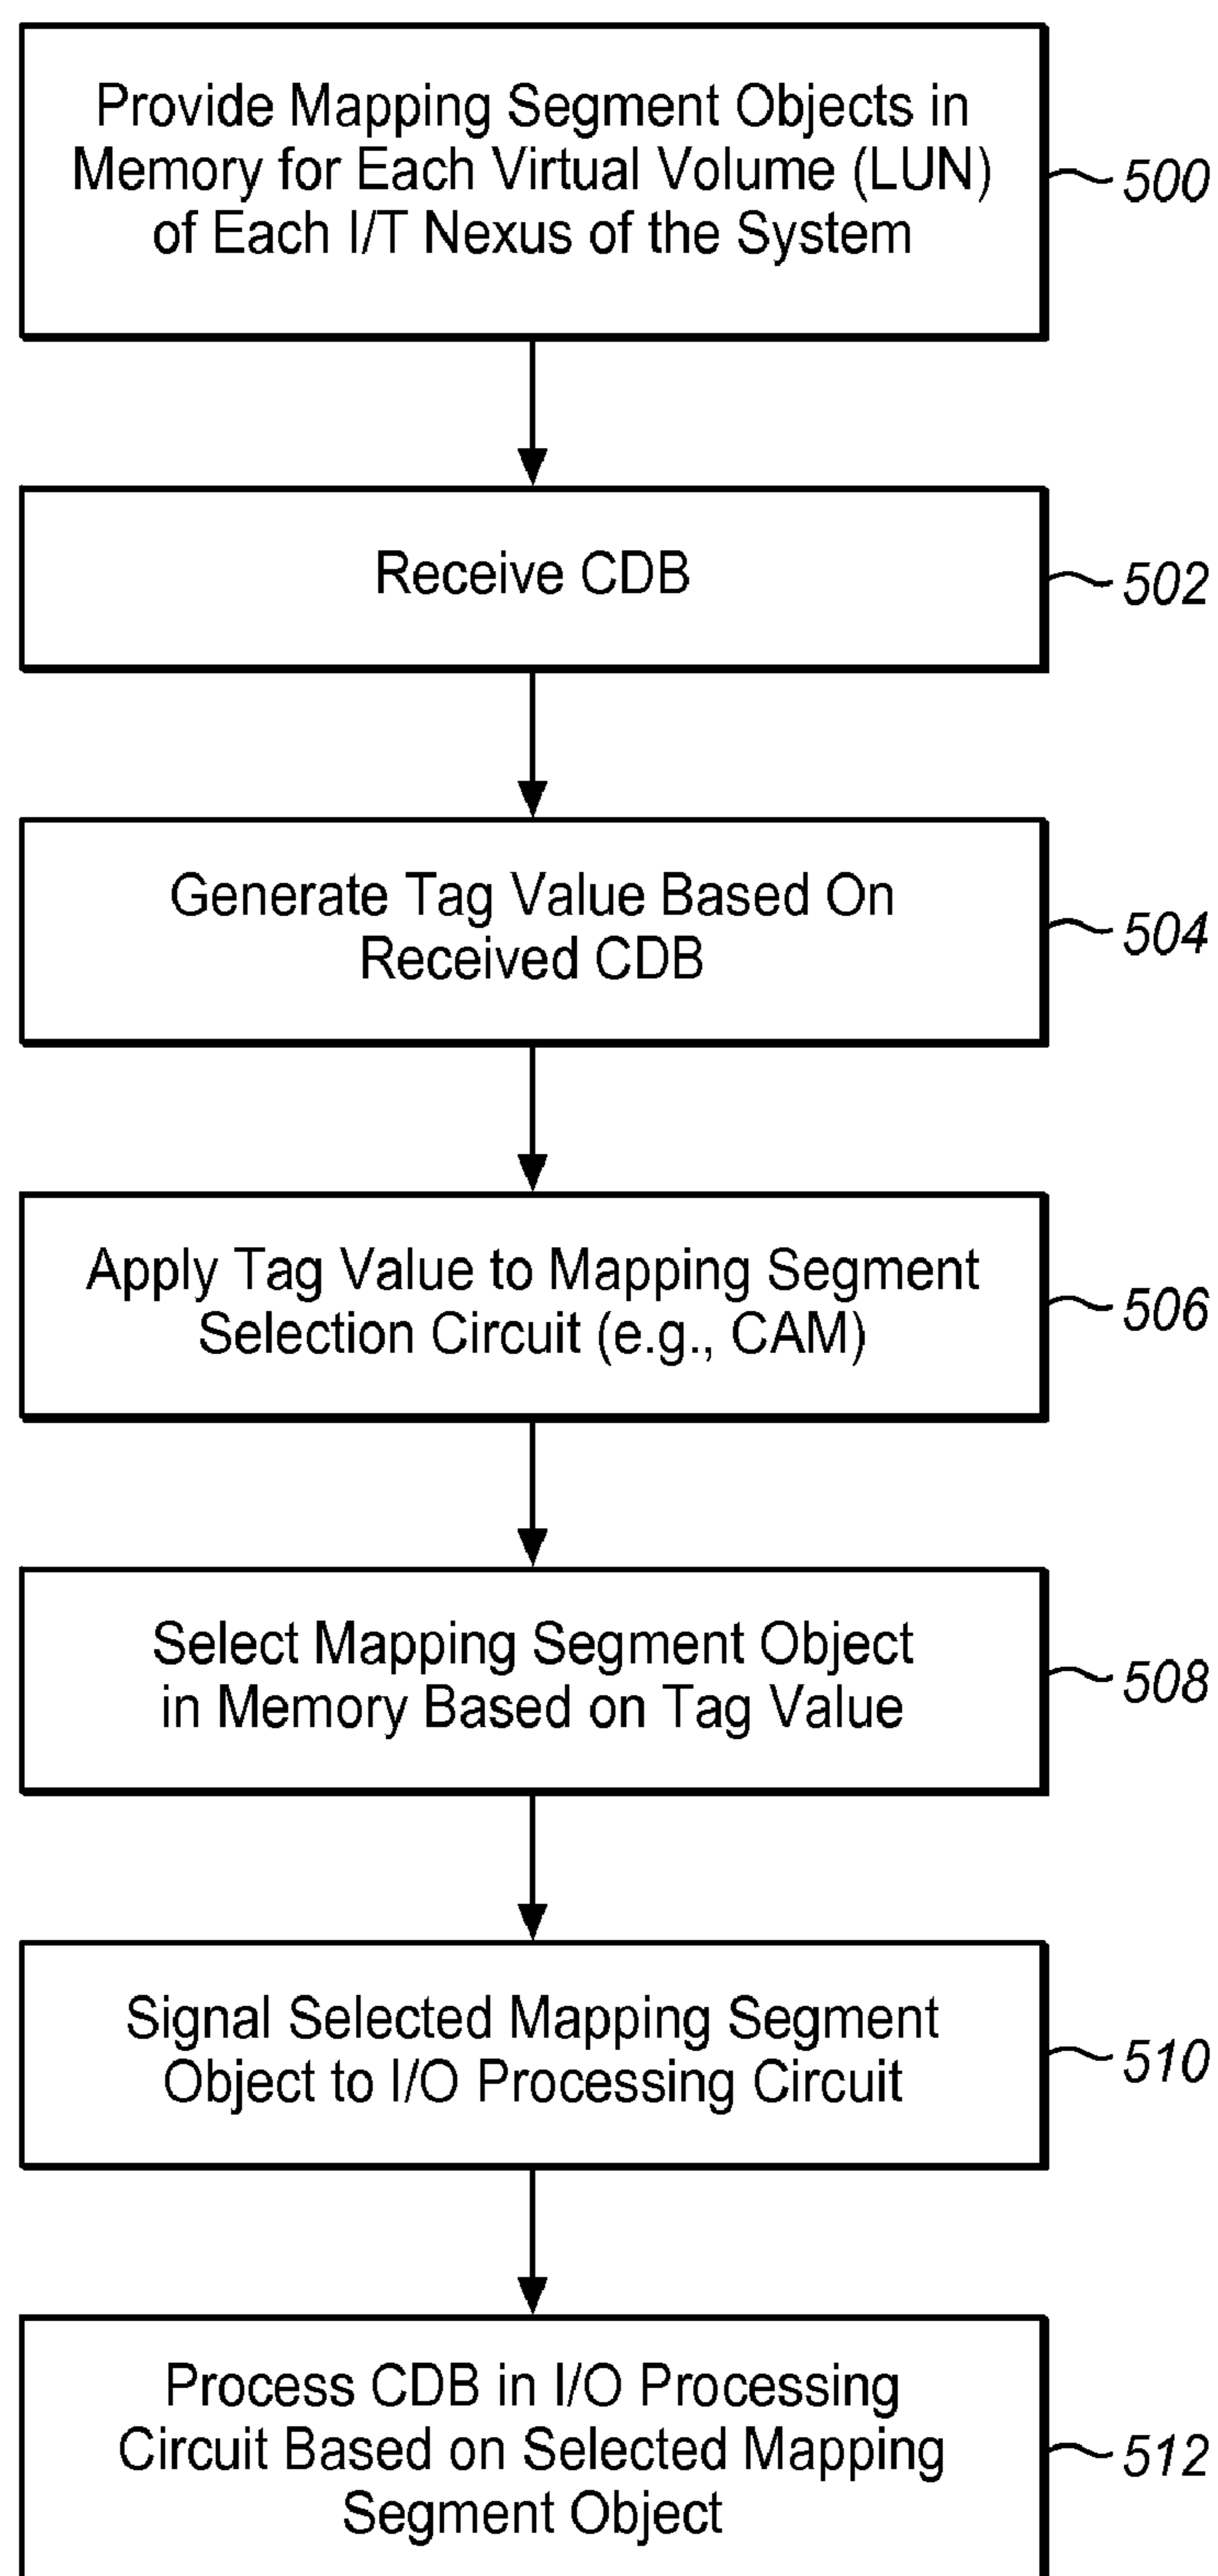 Provide Mapping Segment Objects in
Memory for Each Virtual Volume (LUN)
of Each I/T Nexus of the System
500
Receive CDB
502
Generate Tag Value Based On
Received CDB
504
Apply Tag Value to Mapping Segment
Selection Circuit (e.g., CAM)
506
Select Mapping Segment Object
in Memory Based on Tag Value
508
Signal Selected Mapping Segment
Object to I/O Processing Circuit
510
Process CDB in I/O Processing
Circuit Based on Selected Mapping
Segment Object
512